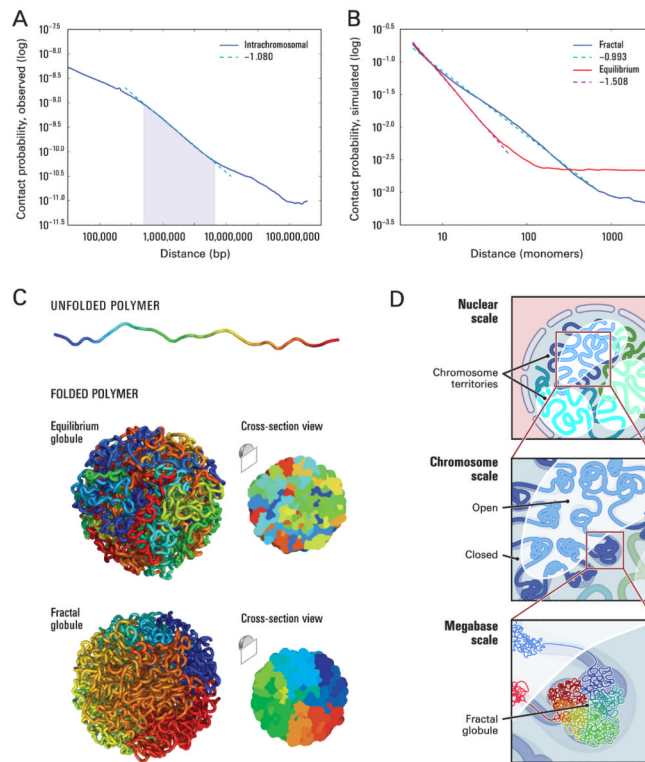 A
Contact probability, observed (log)
10⁻⁷·⁵
10⁻⁸·⁰
10⁻⁸·⁵
10⁻⁹·⁰
10⁻⁹·⁵
10⁻¹⁰·⁰
10⁻¹⁰·⁵
10⁻¹¹·⁰
10⁻¹¹·⁵
Intrachromosomal
−1.080
100,000 1,000,000 10,000,000 100,000,000
Distance (bp)
B
Contact probability, simulated (log)
10⁻⁰·⁵
10⁻¹·⁰
10⁻¹·⁵
10⁻²·⁰
10⁻²·⁵
10⁻³·⁰
10⁻³·⁵
Fractal
−0.993
Equilibrium
−1.508
10 100 1000
Distance (monomers)
C
UNFOLDED POLYMER
FOLDED POLYMER
Equilibrium
globule
Cross-section view
Fractal
globule
Cross-section view
D
Nuclear
scale
Chromosome
territories
Chromosome
scale
Open
Closed
Megabase
scale
Fractal
globule